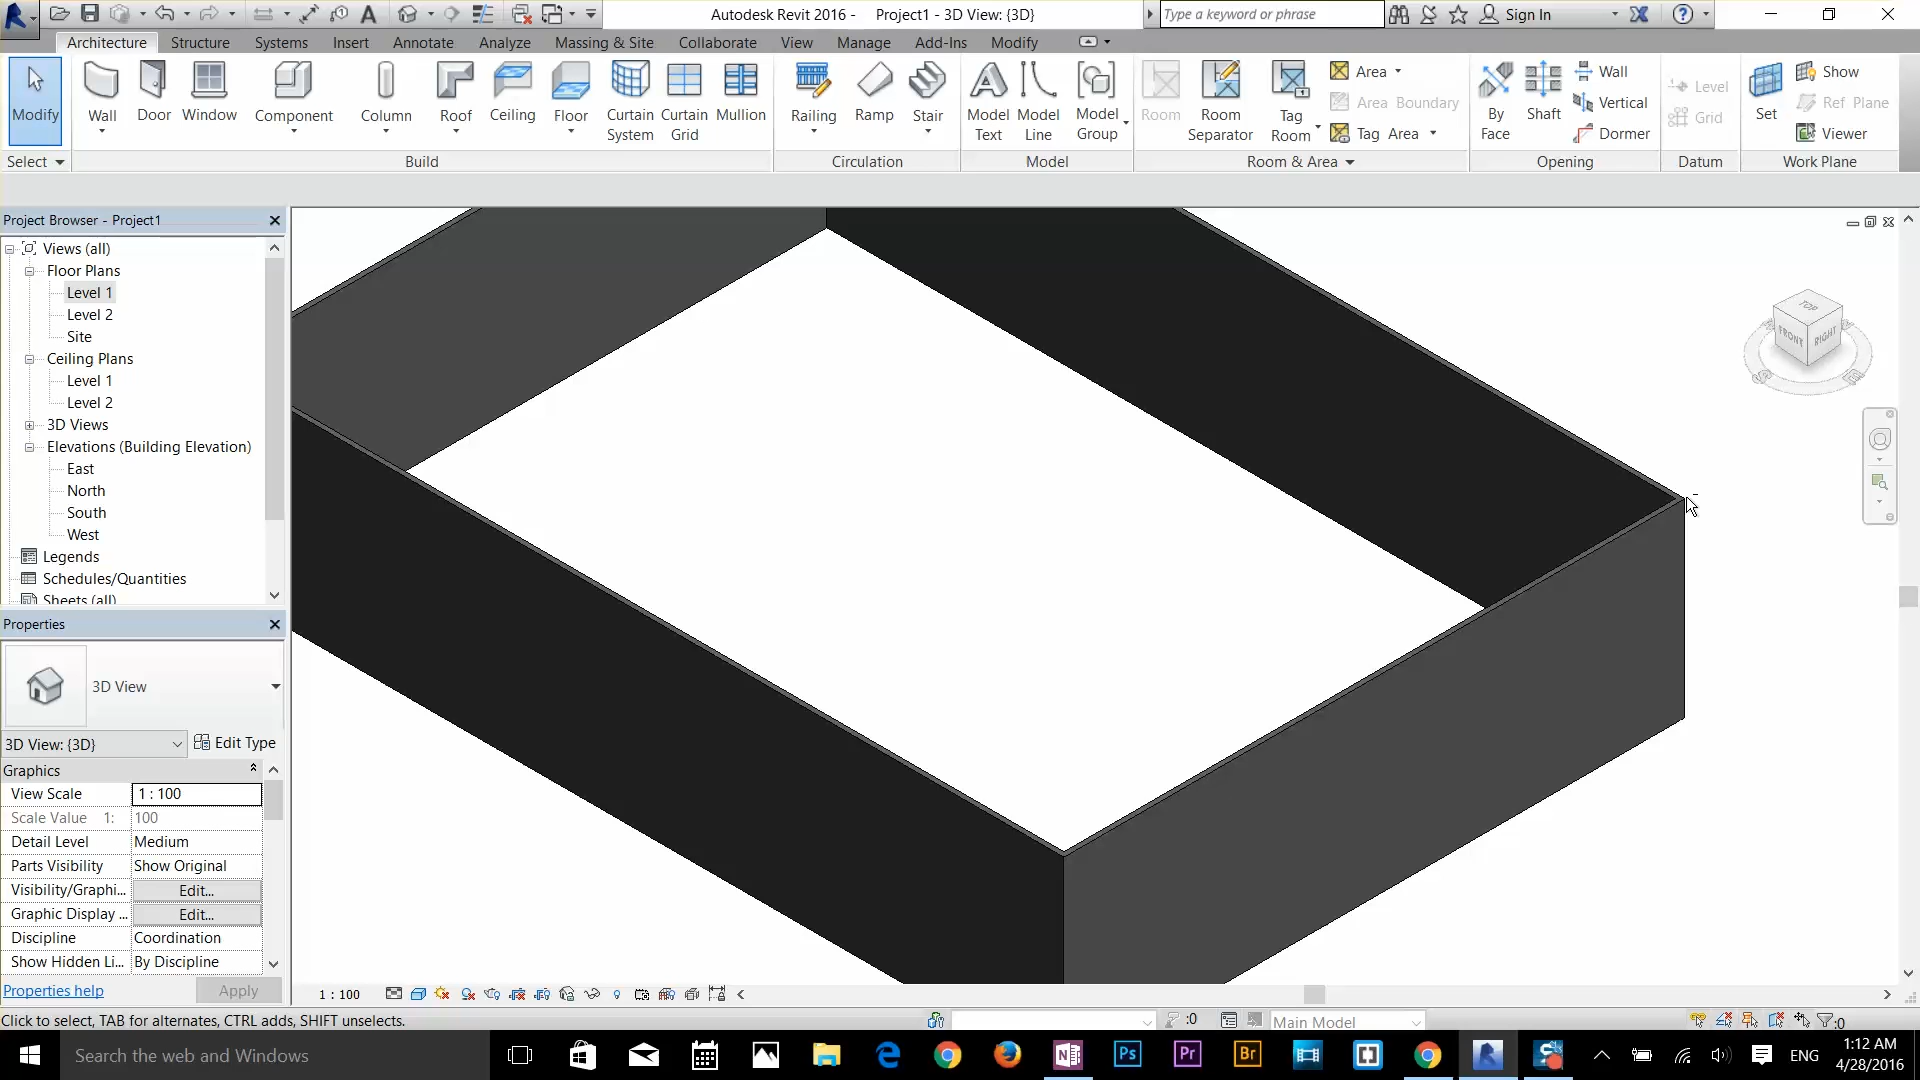 Autodesk Revit 2016 - Project1 - 3D View: {3D}
Type a keyword or phrase
Sign In
Architecture Structure Systems Insert Annotate Analyze Massing & Site Collaborate View Manage Add-Ins Modify
Modify
Wall
Door
Window
Component
Column
Roof
Ceiling
Floor
Curtain System
Curtain Grid
Mullion
Railing
Ramp
Stair
Model Text
Model Line
Model Group
Room
Room Separator
Tag Room
Area
Area Boundary
Tag Area
By Face
Shaft
Wall
Vertical
Dormer
Level
Grid
Set
Show
Ref Plane
Viewer
Select
Build
Circulation
Model
Room & Area
Opening
Datum
Work Plane
Project Browser - Project1
Views (all)
Floor Plans
Level 1
Level 2
Site
Ceiling Plans
Level 1
Level 2
3D Views
Elevations (Building Elevation)
East
North
South
West
Legends
Schedules/Quantities
Sheets (all)
TOP
FRONT
RIGHT
Properties
3D View
3D View: {3D}
Edit Type
Graphics
View Scale 1 : 100
Scale Value 1: 100
Detail Level Medium
Parts Visibility Show Original
Visibility/Graphi... Edit...
Graphic Display ... Edit...
Discipline Coordination
Show Hidden Li... By Discipline
Properties help
Apply
1 : 100
Click to select, TAB for alternates, CTRL adds, SHIFT unselects.
:0
Main Model
:0
Search the web and Windows
Ps
Pr
Br
ENG
1:12 AM
4/28/2016